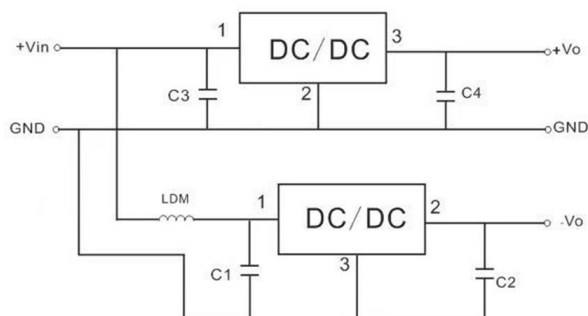 1
DC/DC
3
+Vin
+Vo
C3
2
C4
GND
GND
LDM
1
DC/DC
2
-Vo
3
C1
C2